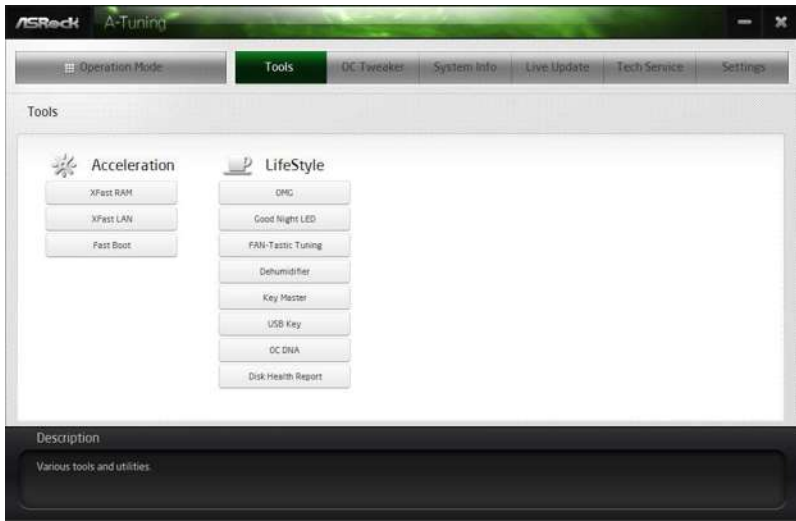 ASRock A-Tuning
Operation Mode Tools OC Tweaker System Info Live Update Tech Service Settings
Tools
Acceleration
XFast RAM
XFast LAN
Fast Boot
LifeStyle
OMG
Good Night LED
FAN-Tastic Tuning
Dehumidifier
Key Master
USB Key
OC DNA
Disk Health Report
Description
Various tools and utilities.